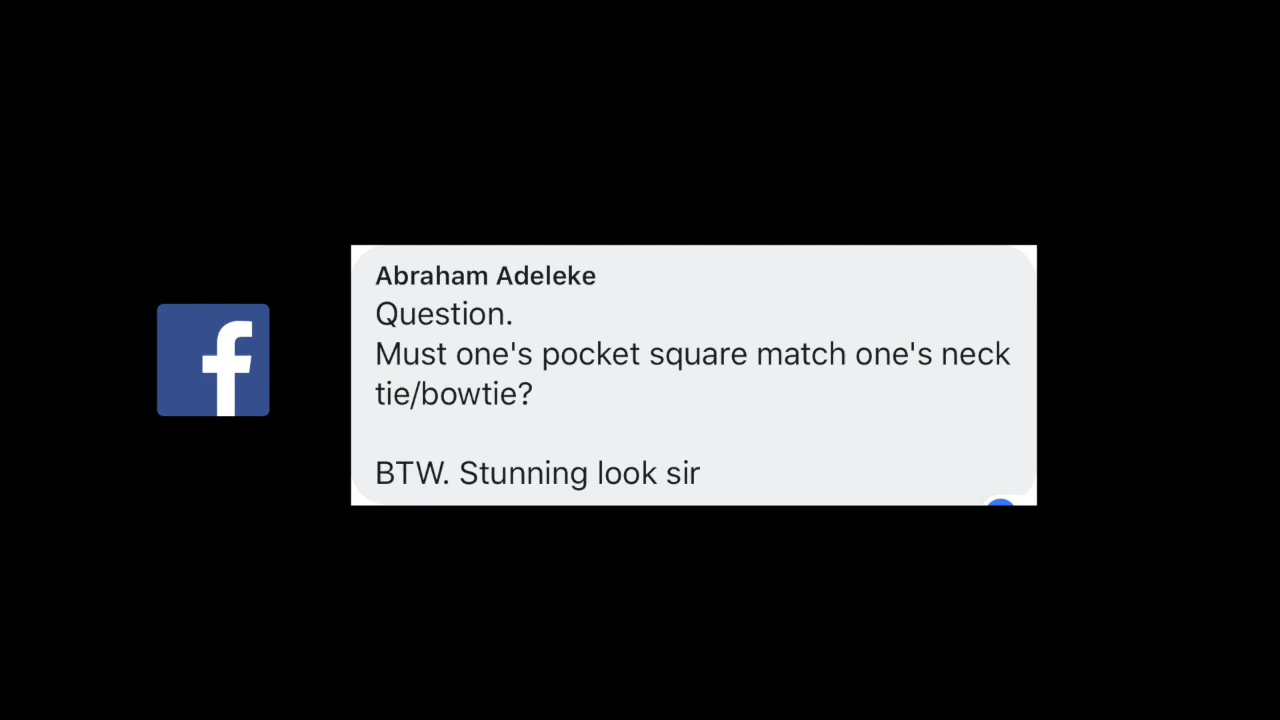 f
Abraham Adeleke
Question.
Must one's pocket square match one's neck
tie/bowtie?
BTW. Stunning look sir